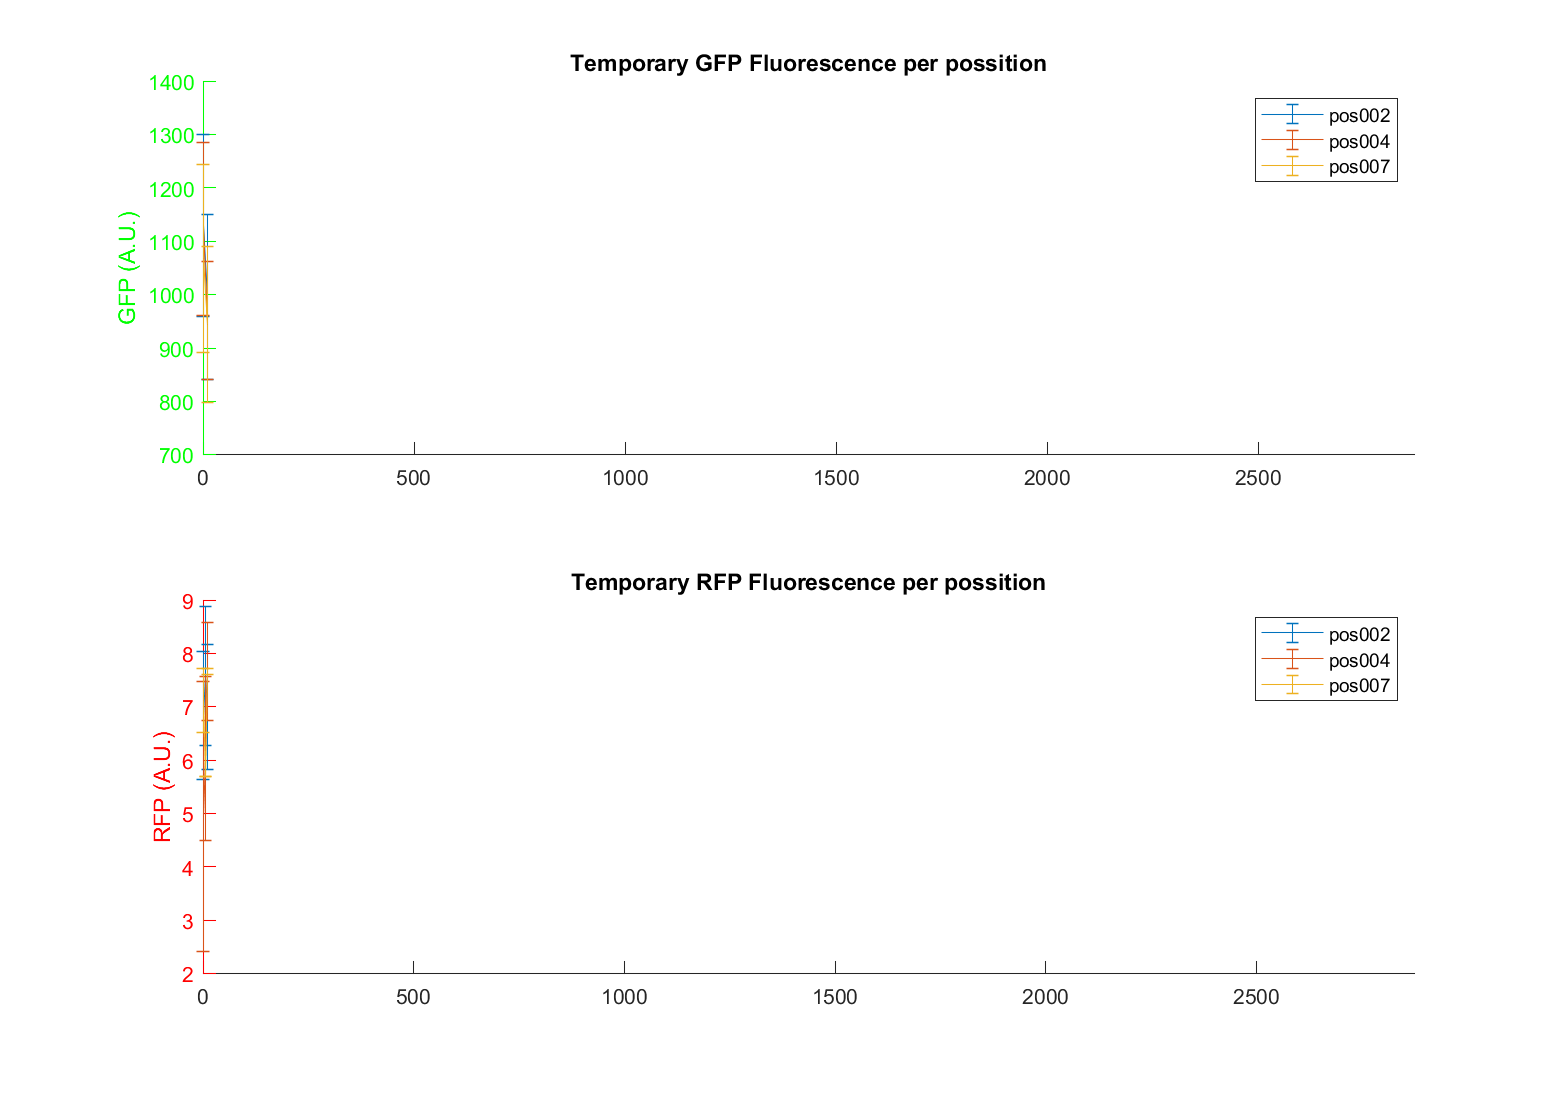 Temporary GFP Fluorescence per possition
1400
1300
1200
1100
1000
900
800
700
GFP (A.U.)
pos002
pos004
pos007
0 500 1000 1500 2000 2500
Temporary RFP Fluorescence per possition
9
8
7
6
5
4
3
2
RFP (A.U.)
pos002
pos004
pos007
0 500 1000 1500 2000 2500